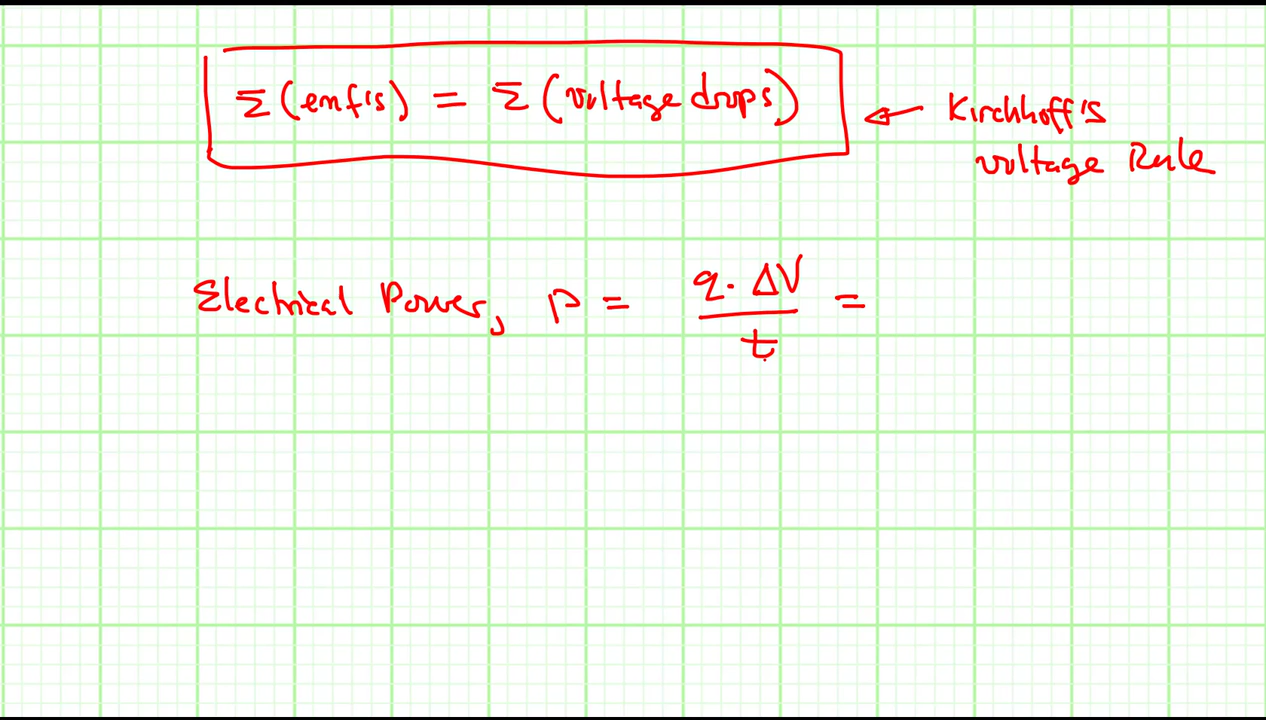 Σ(emf's) = Σ(voltage drops) ← Kirchhoff's
voltage Rule
Electrical Power, P = q · ΔV / t =